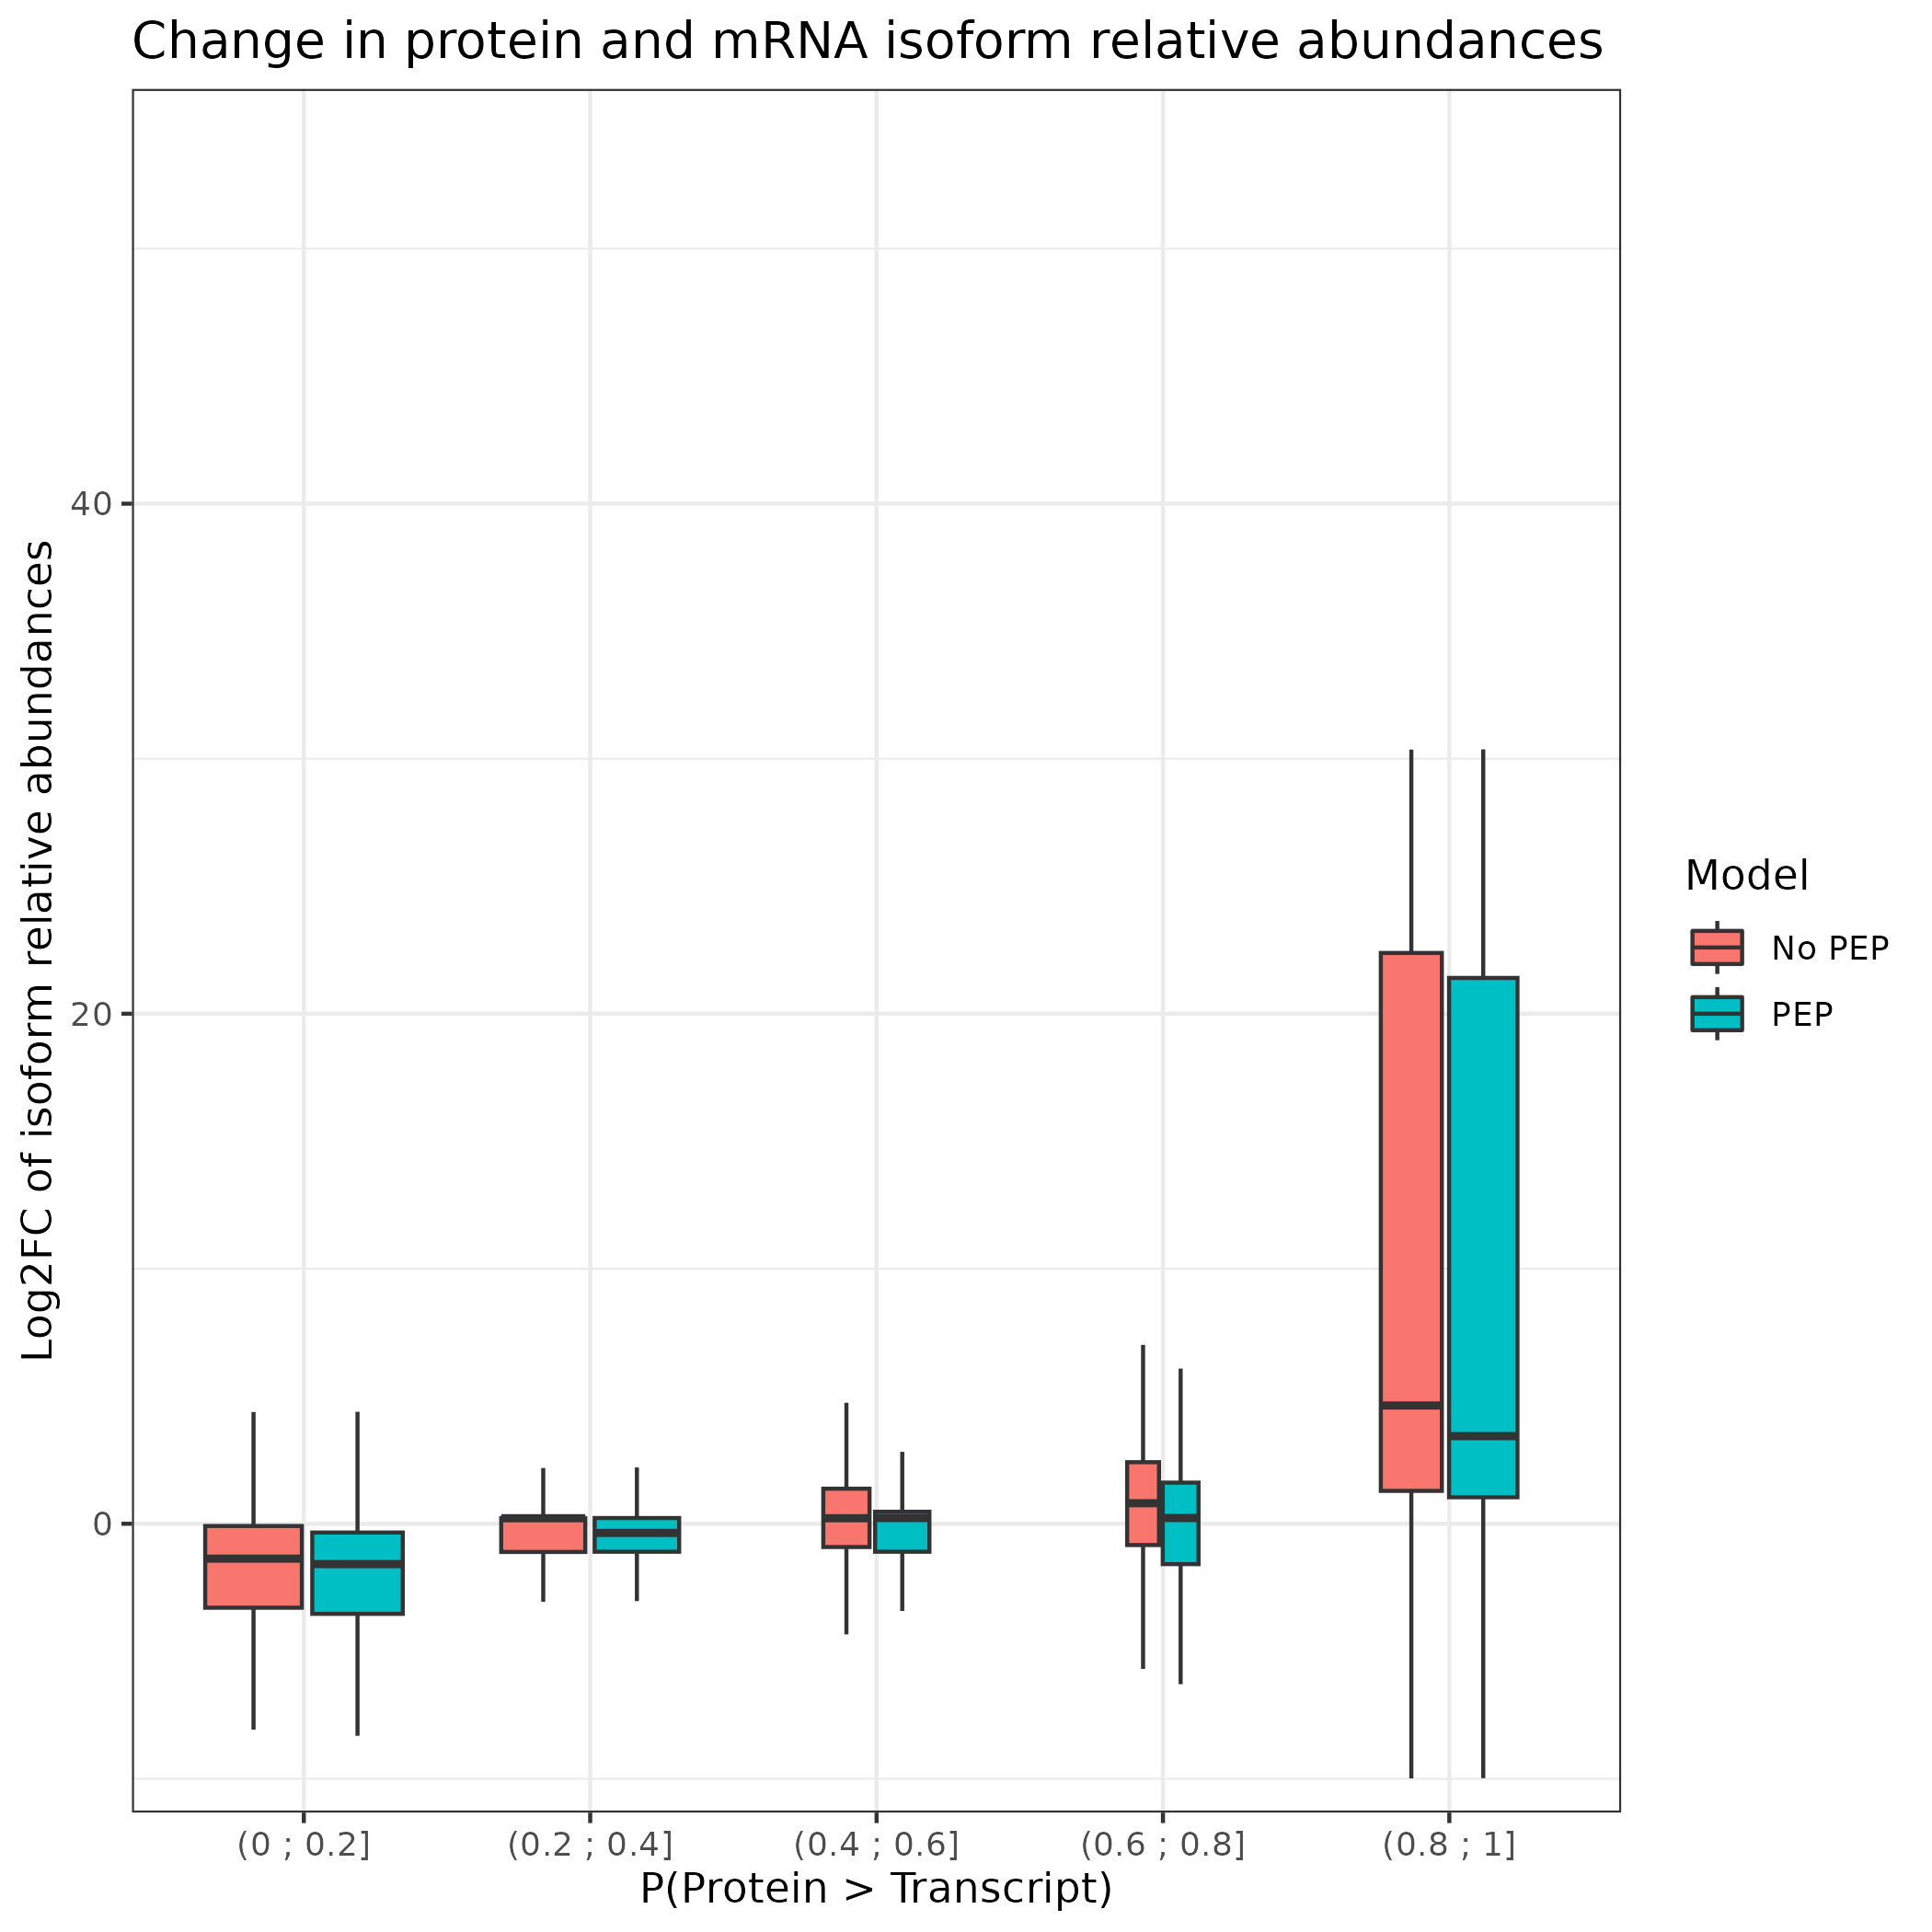 Change in protein and mRNA isoform relative abundances
Log2FC of isoform relative abundances
40
20
0
(0 ; 0.2]
(0.2 ; 0.4]
(0.4 ; 0.6]
(0.6 ; 0.8]
(0.8 ; 1]
P(Protein > Transcript)
Model
No PEP
PEP